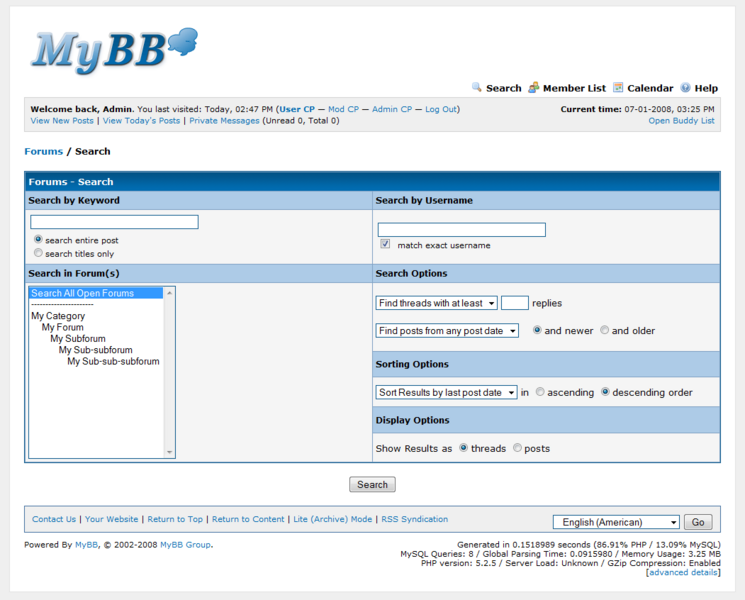 MyBB
Search Member List Calendar Help
Welcome back, Admin. You last visited: Today, 02:47 PM (User CP — Mod CP — Admin CP — Log Out)
Current time: 07-01-2008, 03:25 PM
View New Posts | View Today's Posts | Private Messages (Unread 0, Total 0)
Open Buddy List
Forums / Search
Forums - Search
Search by Keyword
Search by Username
search entire post
search titles only
match exact username
Search in Forum(s)
Search Options
Search All Open Forums
----------------------
My Category
My Forum
My Subforum
My Sub-subforum
My Sub-sub-subforum
Find threads with at least replies
Find posts from any post date and newer and older
Sorting Options
Sort Results by last post date in ascending descending order
Display Options
Show Results as threads posts
Search
Contact Us | Your Website | Return to Top | Return to Content | Lite (Archive) Mode | RSS Syndication
English (American) Go
Powered By MyBB, © 2002-2008 MyBB Group.
Generated in 0.1518989 seconds (86.91% PHP / 13.09% MySQL)
MySQL Queries: 8 / Global Parsing Time: 0.0915980 / Memory Usage: 3.25 MB
PHP version: 5.2.5 / Server Load: Unknown / GZip Compression: Enabled
[advanced details]